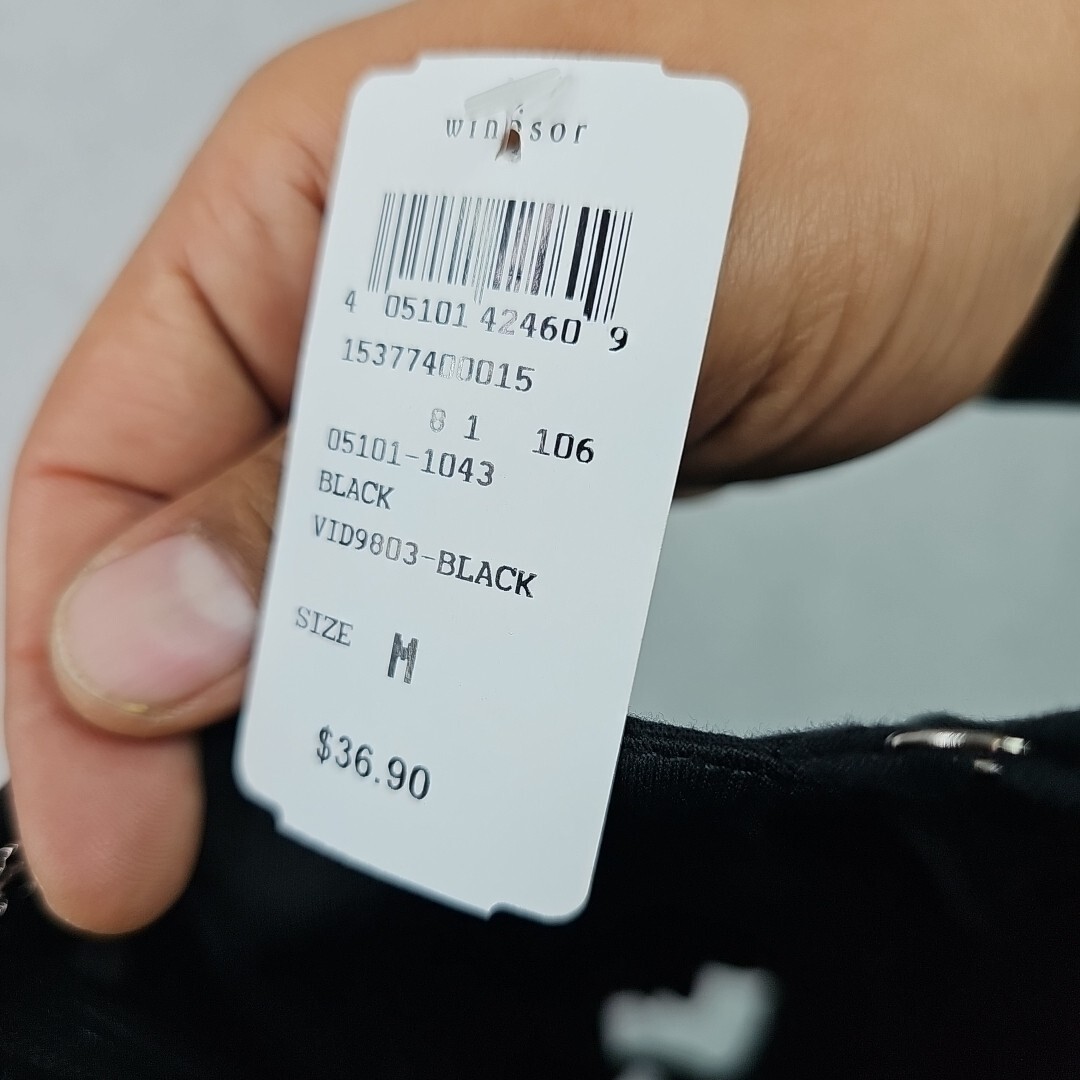 windsor
4 05101 42460 9
15377400015
8 1 106
05101-1043
BLACK
VID9803-BLACK
SIZE M
$36.90